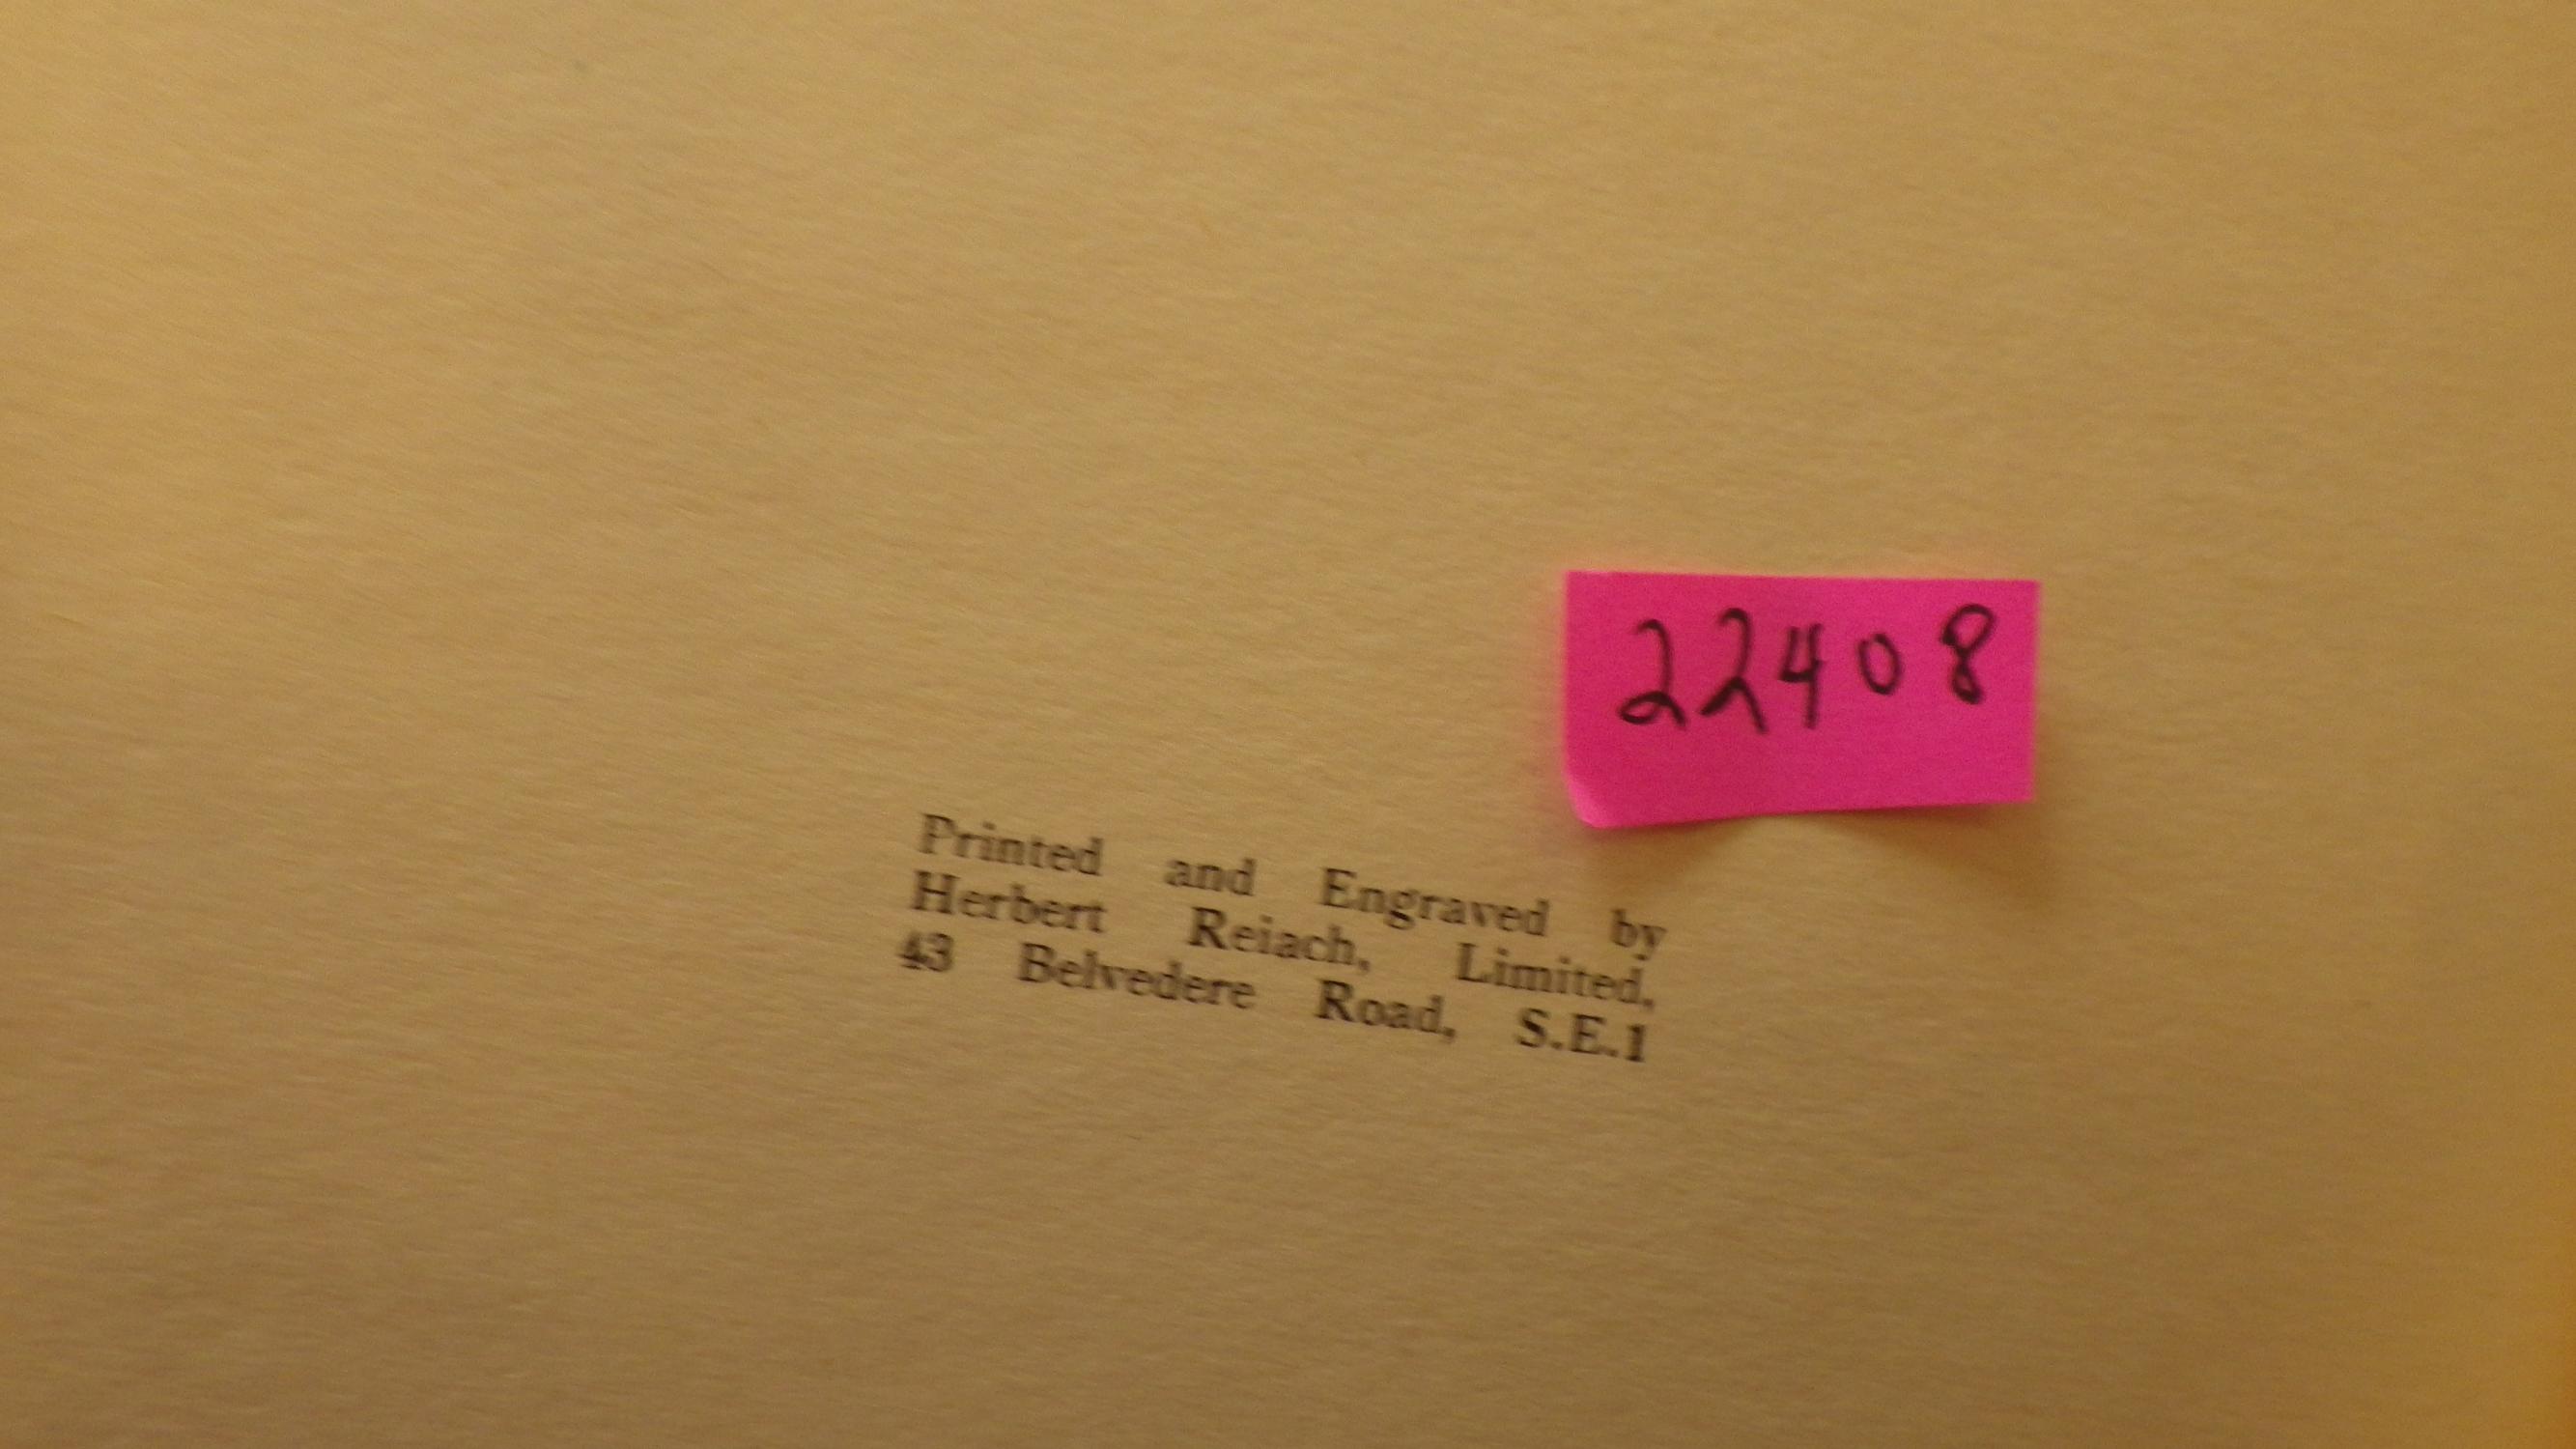 22408
Printed and Engraved by
Herbert Reiach, Limited,
43 Belvedere Road, S.E.1